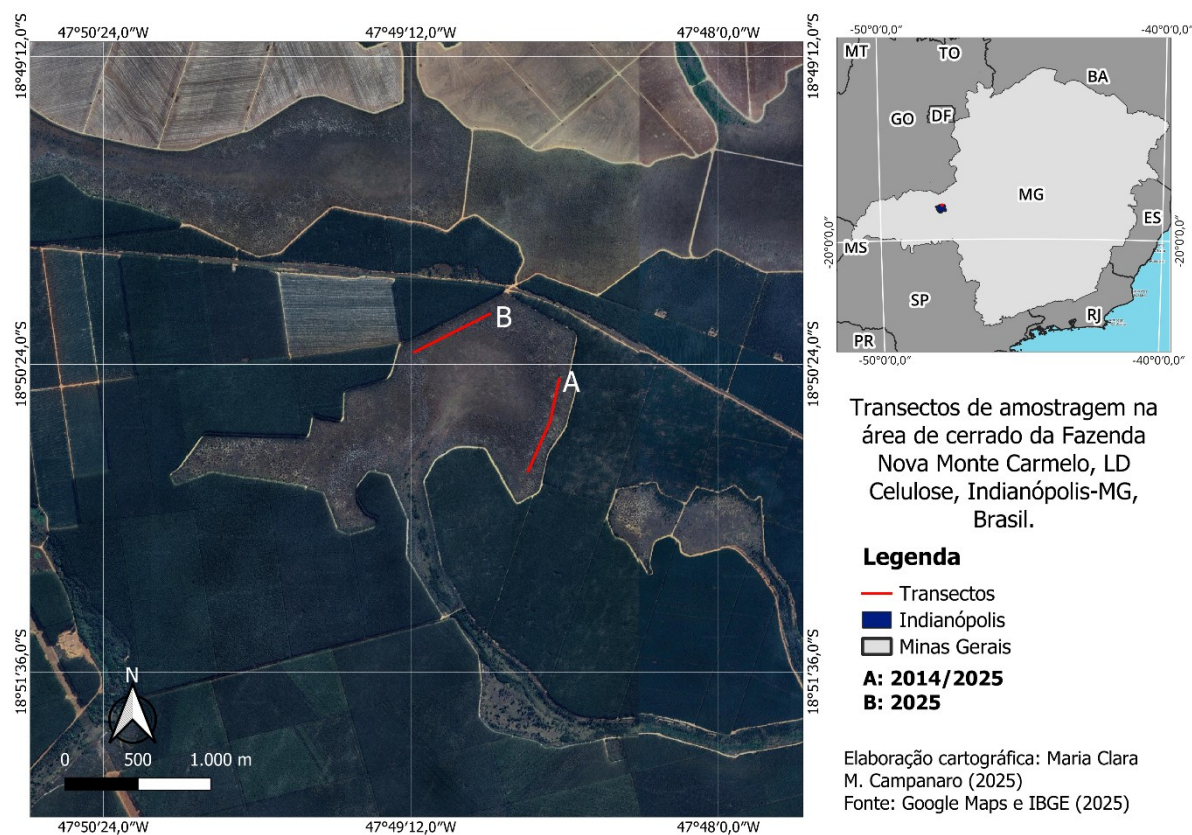 47°50′24,0″W 47°49′12,0″W 47°48′0,0″W
18°49′12,0″S
18°49′12,0″S
18°50′24,0″S
18°50′24,0″S
18°51′36,0″S
18°51′36,0″S
B
A
N
0 500 1.000 m
47°50′24,0″W 47°49′12,0″W 47°48′0,0″W
-50°0′0,0″ -40°0′0,0″
MT
TO
BA
GO
DF
MG
ES
-20°0′0,0″
-20°0′0,0″
MS
SP
RJ
PR
-50°0′0,0″ -40°0′0,0″
Transectos de amostragem na
área de cerrado da Fazenda
Nova Monte Carmelo, LD
Celulose, Indianópolis-MG,
Brasil.
Legenda
Transectos
Indianópolis
Minas Gerais
A: 2014/2025
B: 2025
Elaboração cartográfica: Maria Clara
M. Campanaro (2025)
Fonte: Google Maps e IBGE (2025)